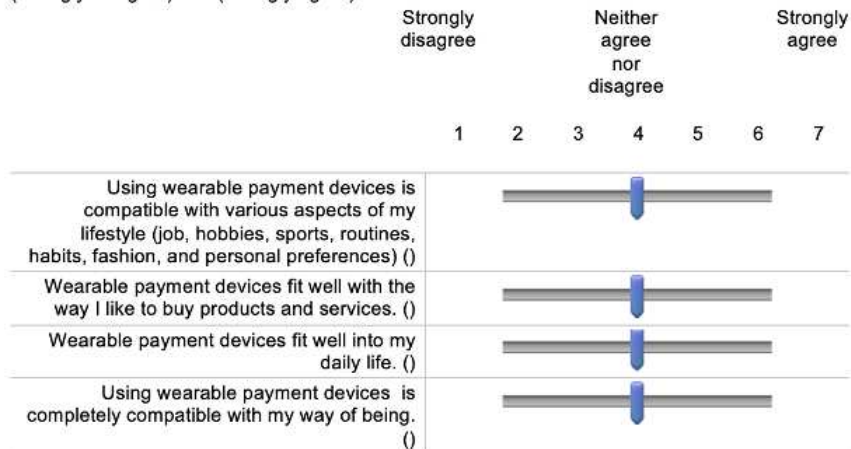 Strongly disagree Neither agree nor disagree Strongly agree
1 2 3 4 5 6 7
Using wearable payment devices is
compatible with various aspects of my
lifestyle (job, hobbies, sports, routines,
habits, fashion, and personal preferences) ()
Wearable payment devices fit well with the
way I like to buy products and services. ()
Wearable payment devices fit well into my
daily life. ()
Using wearable payment devices is
completely compatible with my way of being.
()